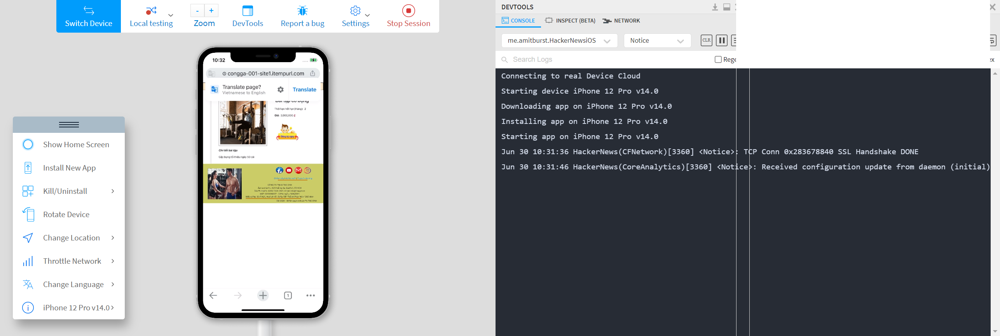 Switch Device
Local testing
- +
Zoom
DevTools
Report a bug
Settings
Stop Session
Show Home Screen
Install New App
Kill/Uninstall
Rotate Device
Change Location
Throttle Network
Change Language
iPhone 12 Pro v14.0
10:32
congga-001-site1.itempurl.com
Translate page?
Vietnamese to English
Translate
Thời hạn hết hạn(tháng): 2
Giá: 3,000,000 đ
Đăng ký ngay
Chi tiết bài tập:
Gập bụng tối thiểu ngày 50 cái
1
DEVTOOLS
CONSOLE
INSPECT (BETA)
NETWORK
me.amitburst.HackerNewsiOS
Notice
CLR
Search Logs
Rege
ex
Connecting to real Device Cloud
Starting device iPhone 12 Pro v14.0
Downloading app on iPhone 12 Pro v14.0
Installing app on iPhone 12 Pro v14.0
Starting app on iPhone 12 Pro v14.0
Jun 30 10:31:36 HackerNews(CFNetwork)[3360] <Notice>: TCP Conn 0x283678840 SSL Handshake DONE
Jun 30 10:31:46 HackerNews(CoreAnalytics)[3360] <Notice>: Received configuration update from daemon (initial)